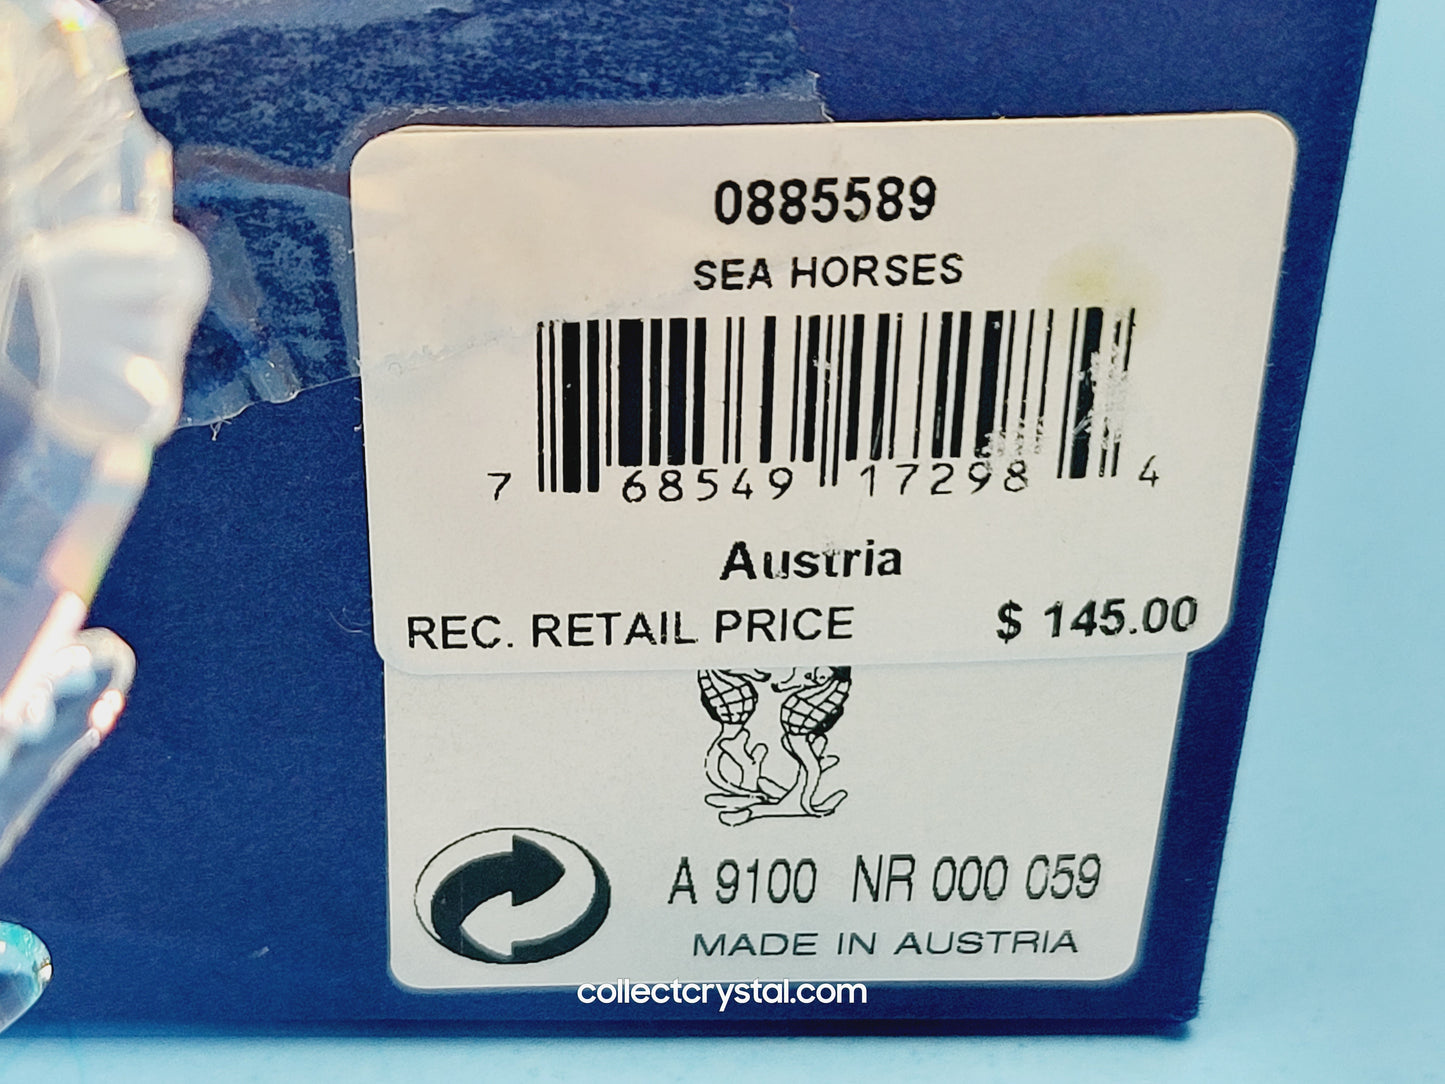 0885589
SEA HORSES
7 68549 17298 4
Austria
REC. RETAIL PRICE $ 145.00
A 9100 NR 000 059
MADE IN AUSTRIA
collectcrystal.com